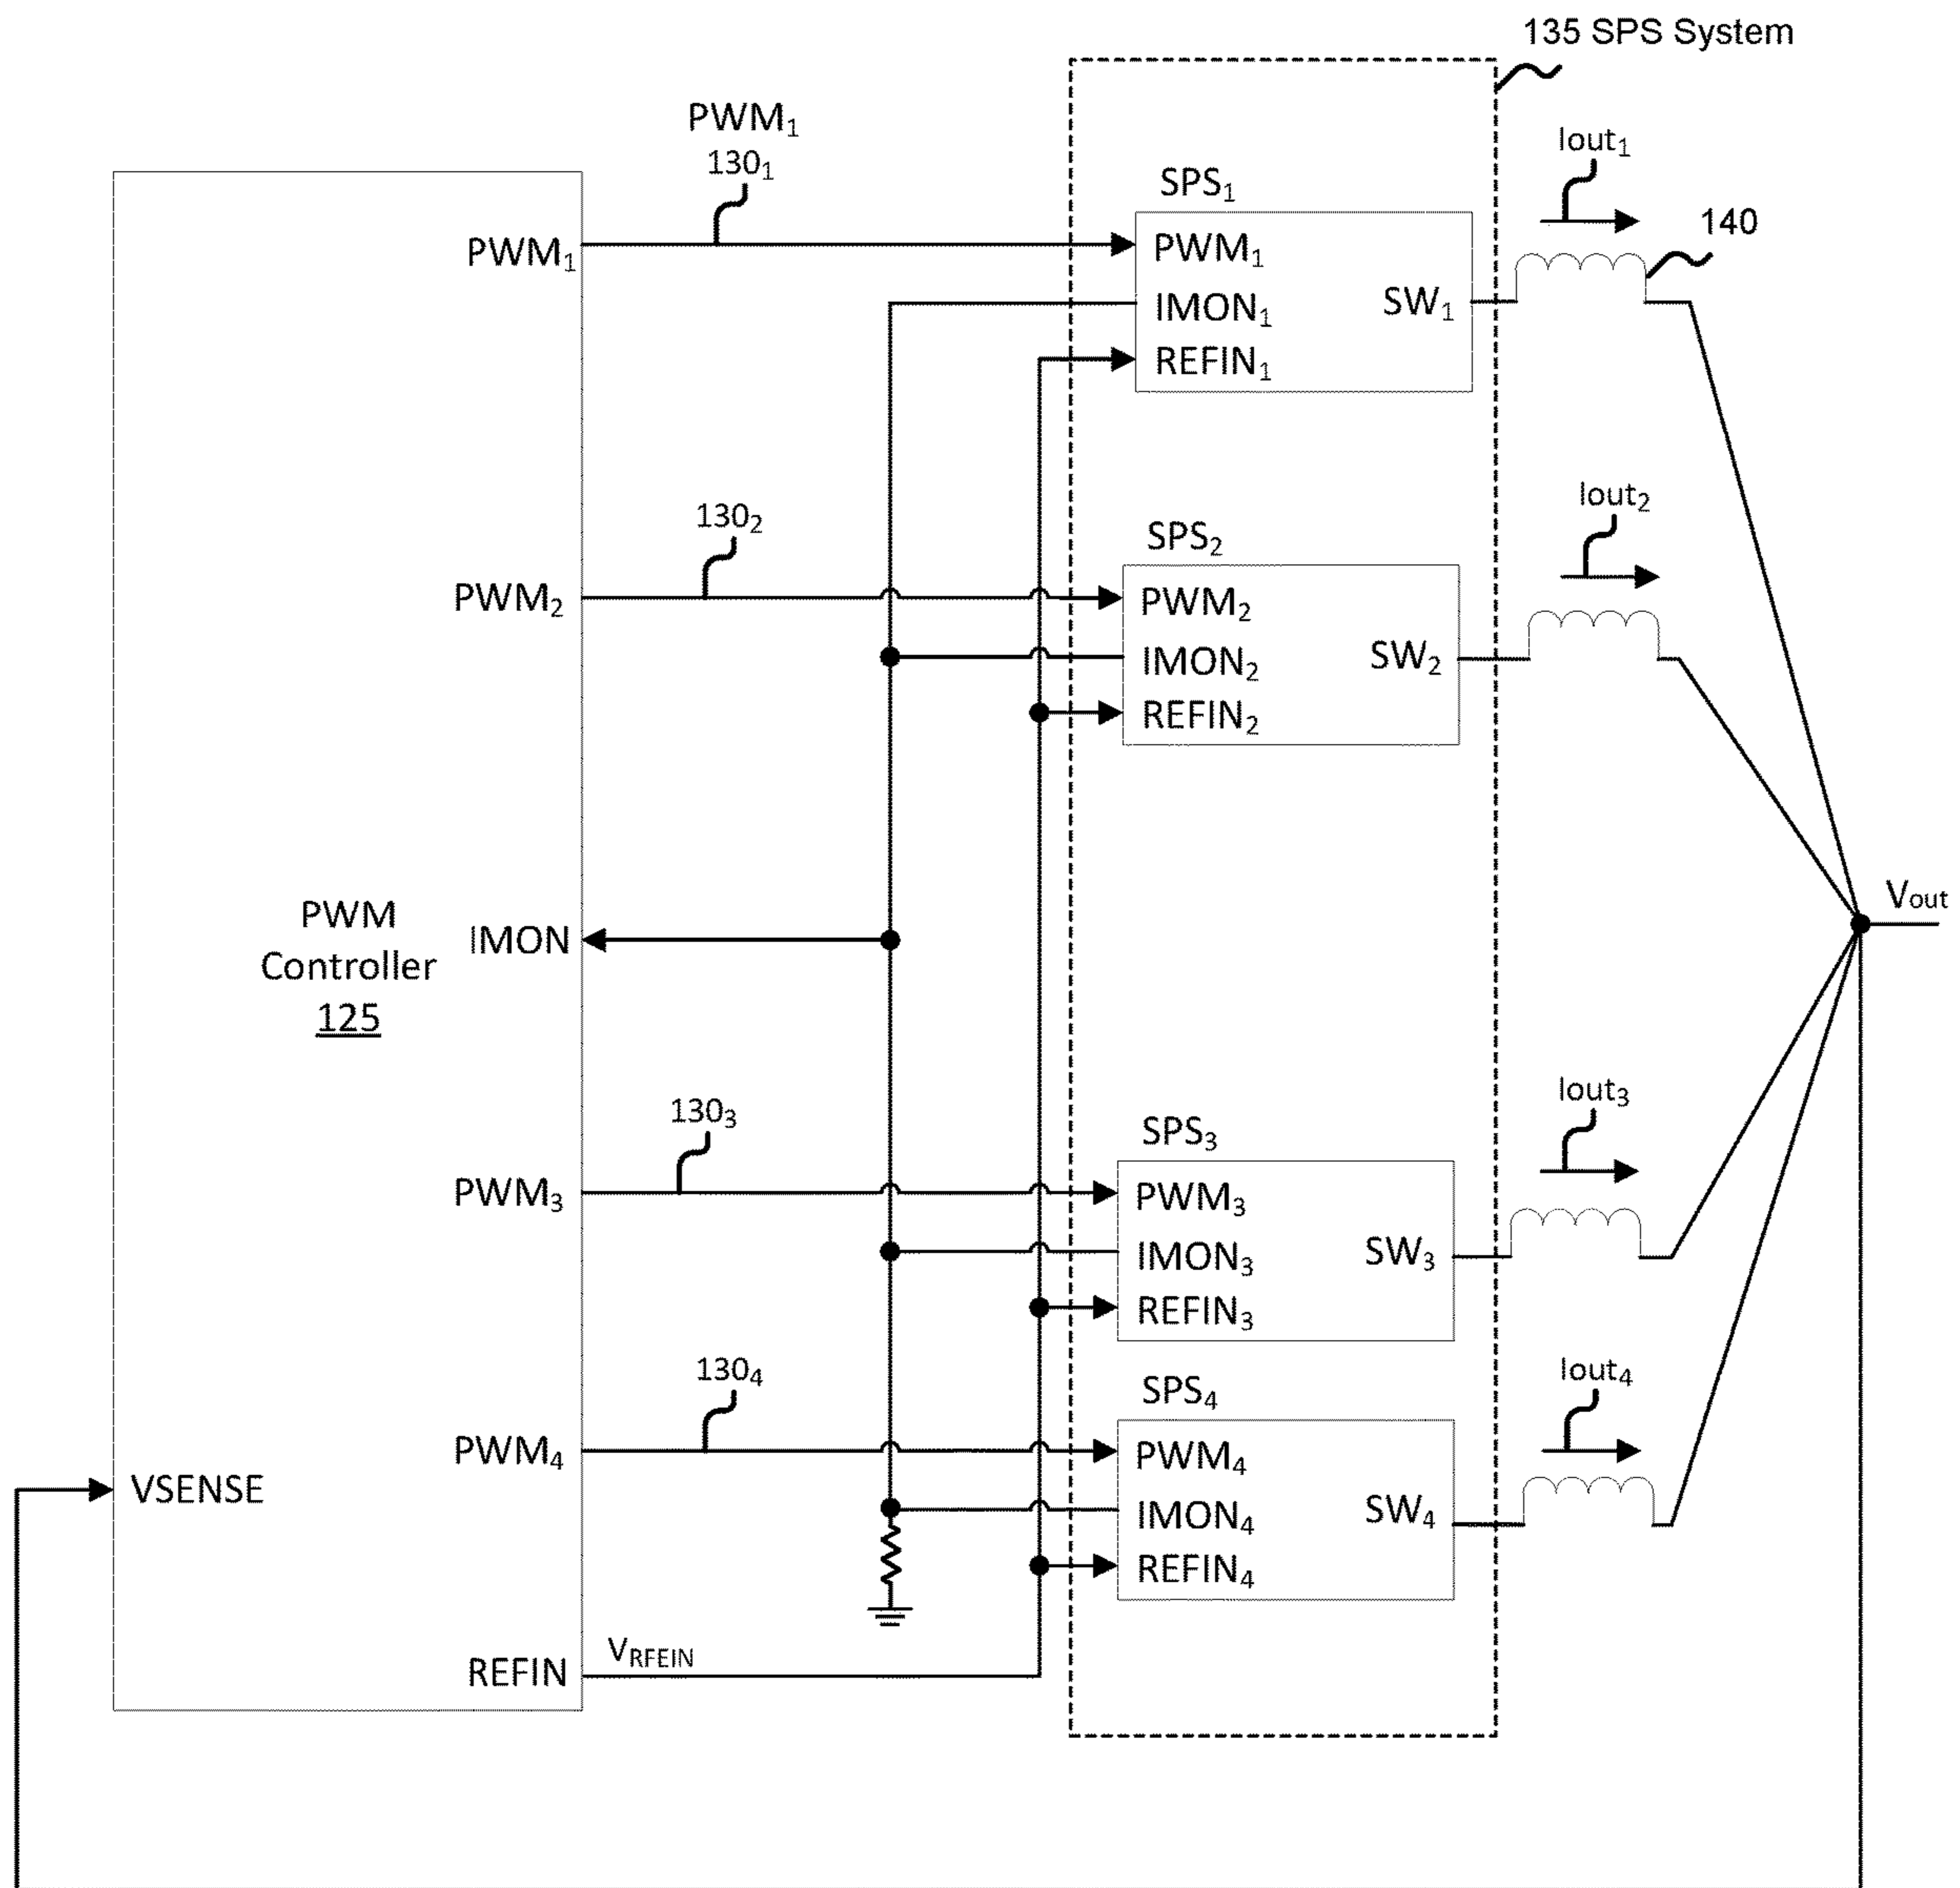 135 SPS System
PWM₁
130₁
Iout₁
140
SPS₁
PWM₁
PWM₁
IMON₁
REFIN₁
SW₁
130₂
Iout₂
SPS₂
PWM₂
PWM₂
IMON₂
REFIN₂
SW₂
Vout
PWM
Controller
125
IMON
130₃
Iout₃
SPS₃
PWM₃
PWM₃
IMON₃
REFIN₃
SW₃
130₄
Iout₄
SPS₄
PWM₄
PWM₄
IMON₄
REFIN₄
SW₄
VSENSE
REFIN
V_RFEIN